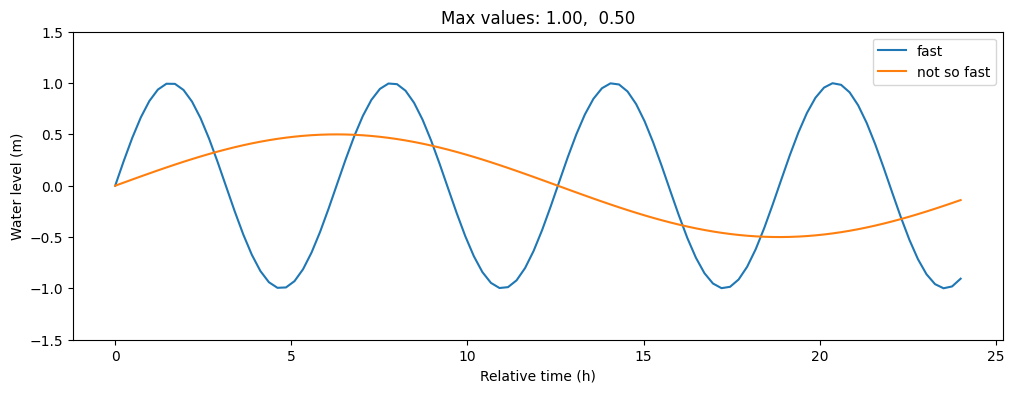 Max values: 1.00,  0.50
fast
not so fast
Water level (m)
1.5
1.0
0.5
0.0
−0.5
−1.0
−1.5
0
5
10
15
20
25
Relative time (h)